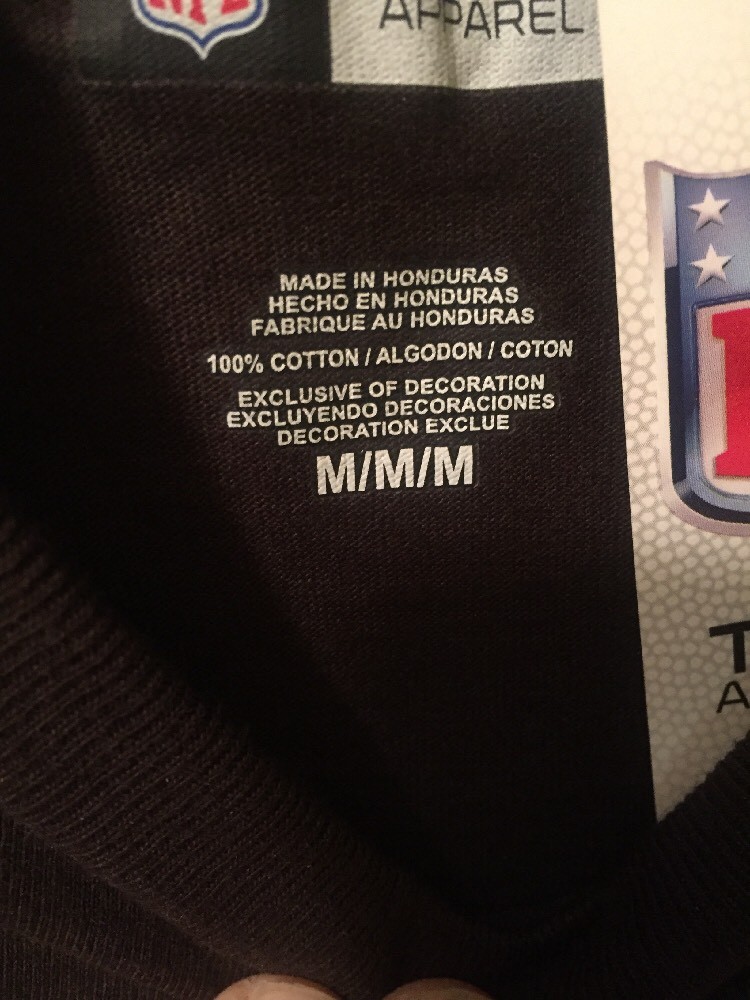 NFL
APPAREL
MADE IN HONDURAS
HECHO EN HONDURAS
FABRIQUE AU HONDURAS
100% COTTON / ALGODON / COTON
EXCLUSIVE OF DECORATION
EXCLUYENDO DECORACIONES
DECORATION EXCLUE
M/M/M
T
A